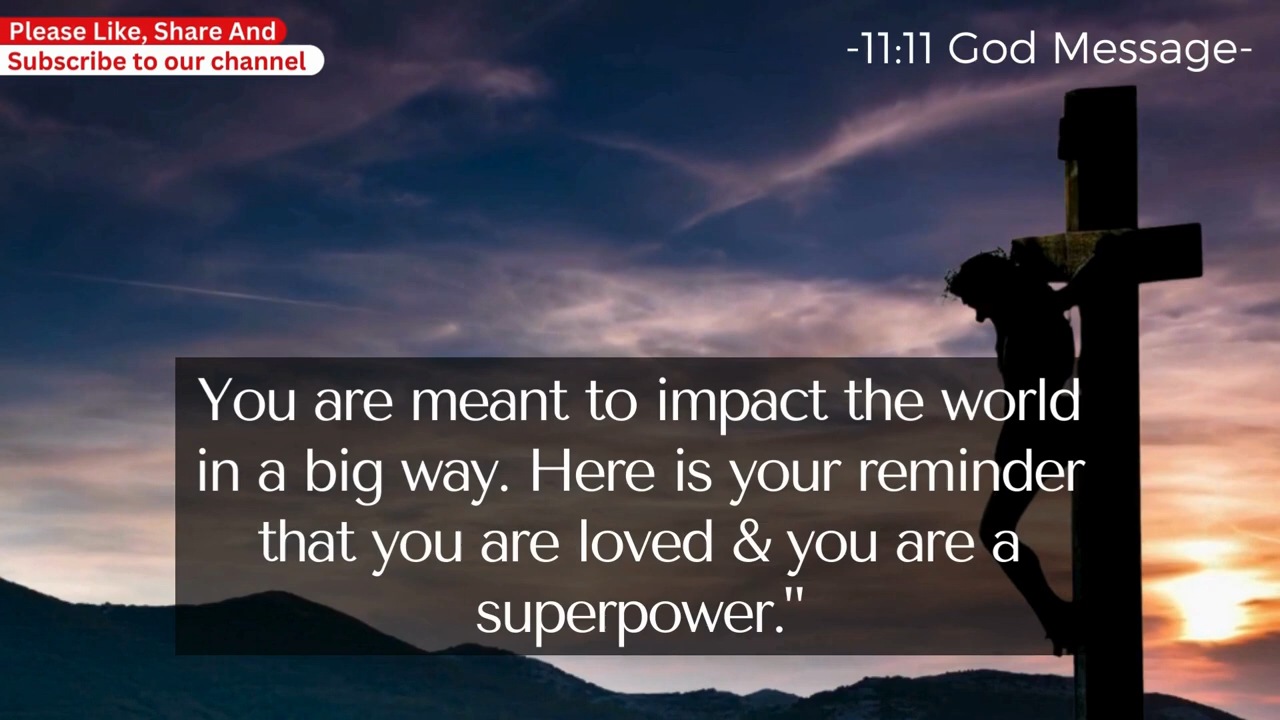 Please Like, Share And
Subscribe to our channel
-11:11 God Message-
You are meant to impact the world
in a big way. Here is your reminder
that you are loved & you are a
superpower."